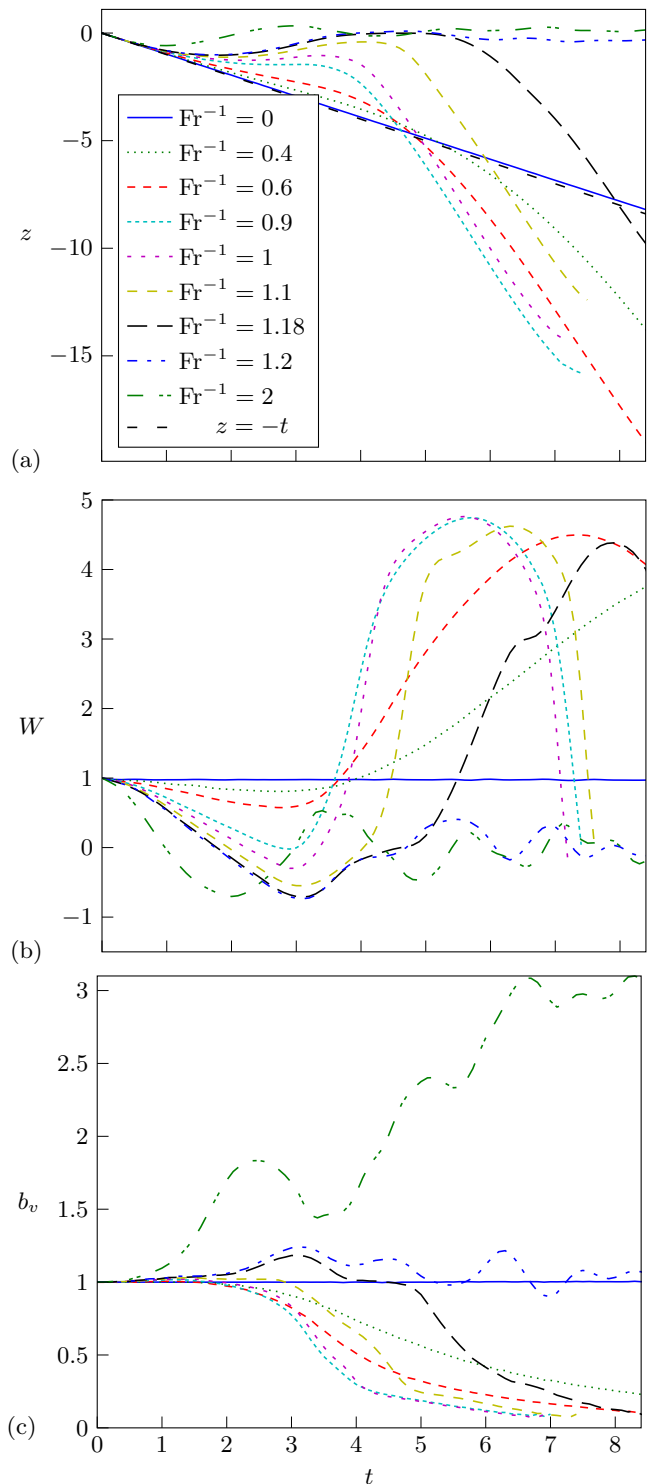 0
−5
z
−10
−15
Fr⁻¹ = 0
Fr⁻¹ = 0.4
Fr⁻¹ = 0.6
Fr⁻¹ = 0.9
Fr⁻¹ = 1
Fr⁻¹ = 1.1
Fr⁻¹ = 1.18
Fr⁻¹ = 1.2
Fr⁻¹ = 2
z = −t
(a)
5
4
3
2
W
1
0
−1
(b)
3
2.5
2
b_v
1.5
1
0.5
0
(c)
0 1 2 3 4 5 6 7 8
t